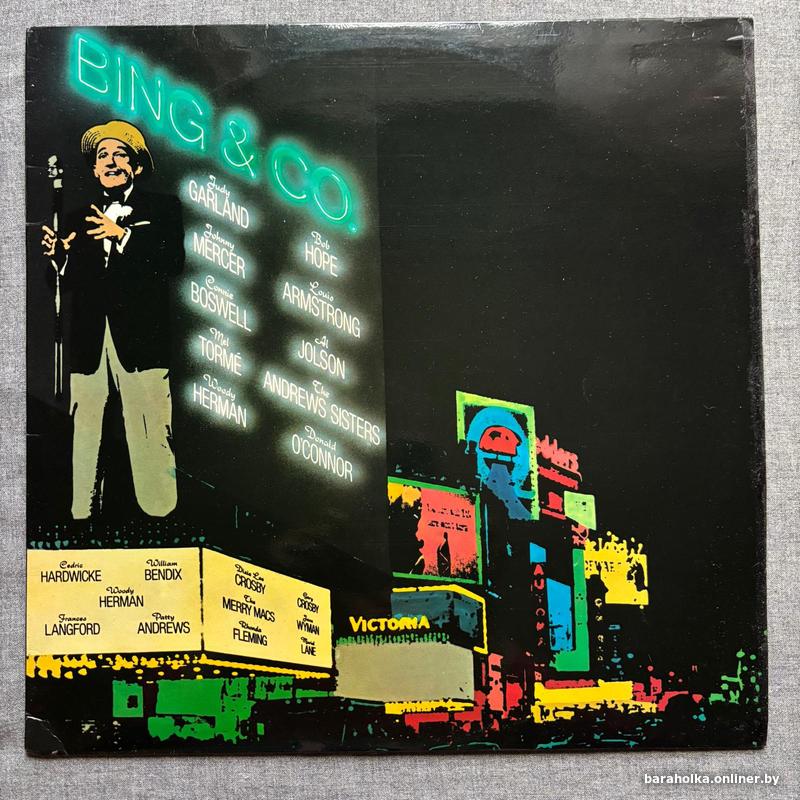 BING & CO.
Judy
GARLAND
Johnny
MERCER
Connie
BOSWELL
Mel
TORMÉ
Woody
HERMAN
Bob
HOPE
Louis
ARMSTRONG
Al
JOLSON
The
ANDREWS SISTERS
Donald
O'CONNOR
Cedric
HARDWICKE
William
BENDIX
Woody
HERMAN
Frances
LANGFORD
Patty
ANDREWS
Dixie Lee
CROSBY
The
MERRY MACS
Rhonda
FLEMING
Gary
CROSBY
Jane
WYMAN
Muriel
LANE
VICTORIA
baraholka.onliner.by